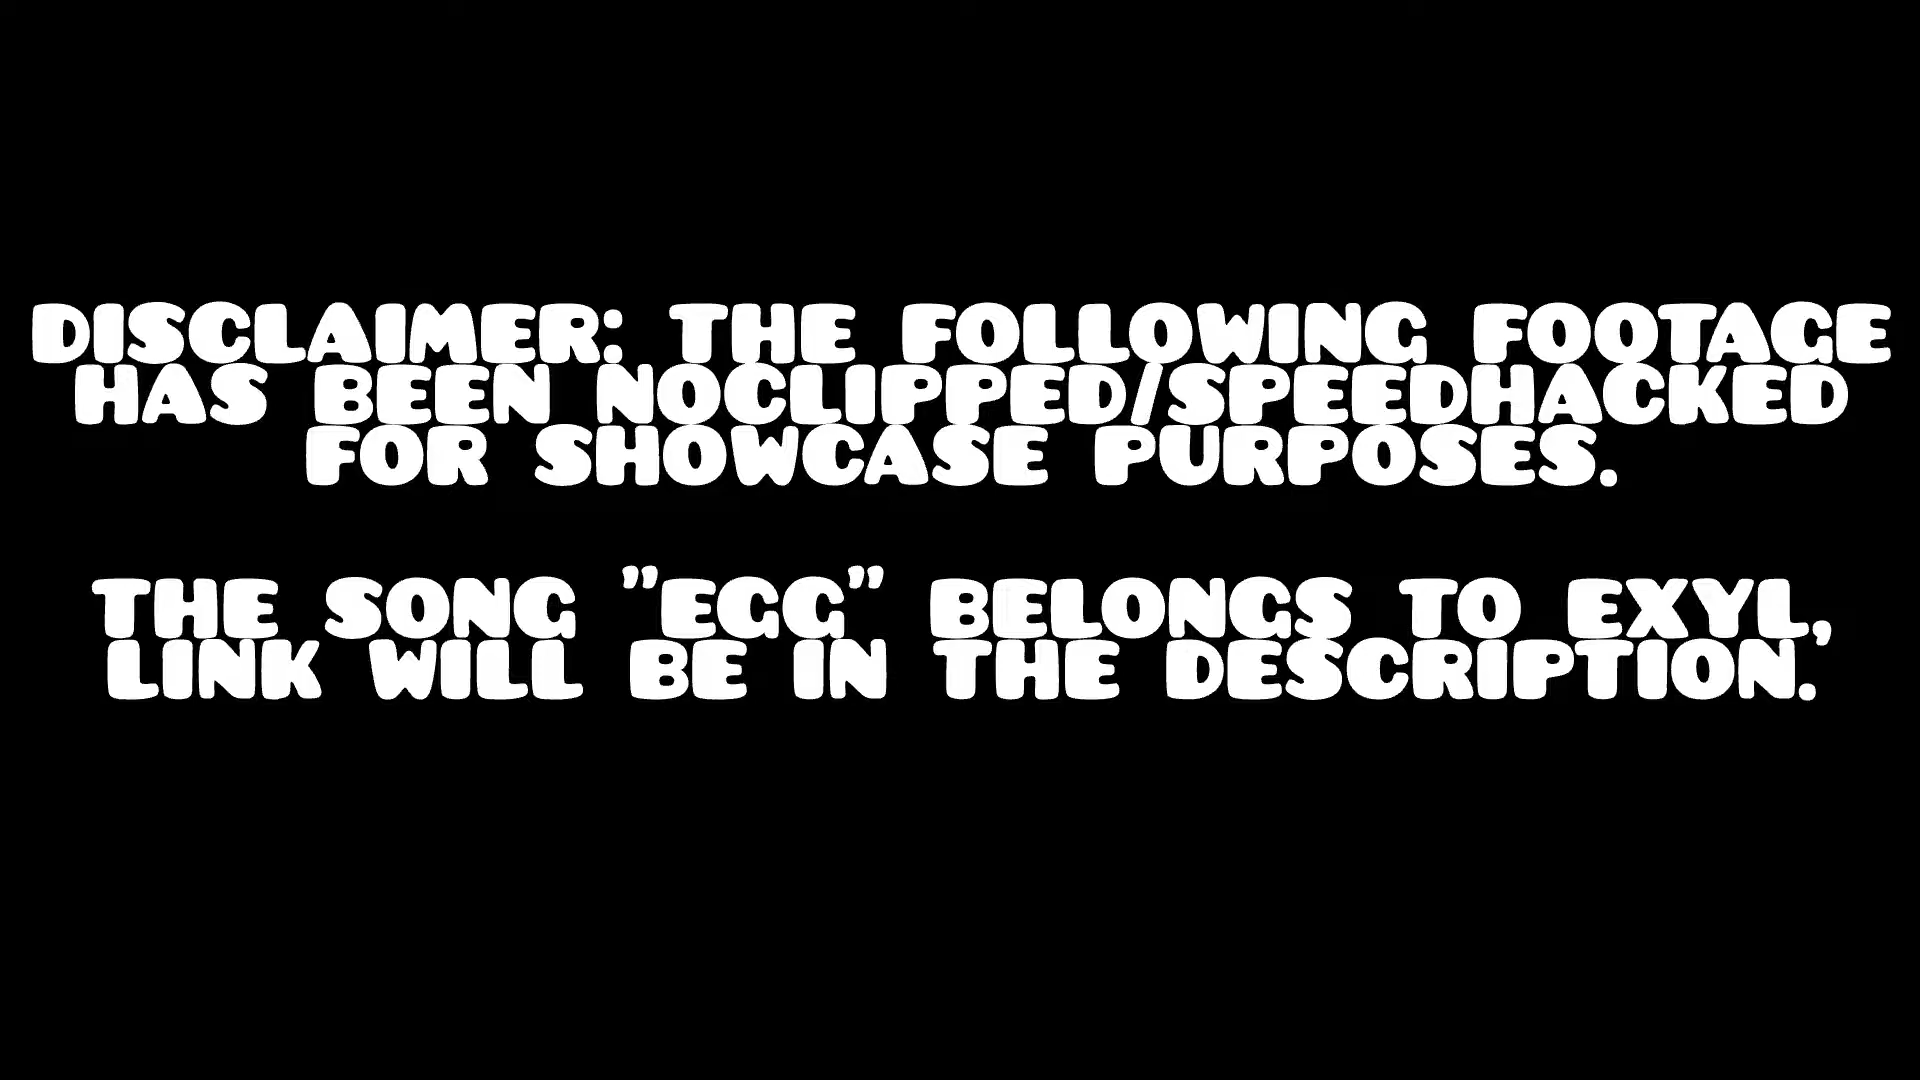 DISCLAIMER: THE FOLLOWING FOOTAGE
HAS BEEN NOCLIPPED/SPEEDHACKED
FOR SHOWCASE PURPOSES.
THE SONG "EGG" BELONGS TO EXYL,
LINK WILL BE IN THE DESCRIPTION.